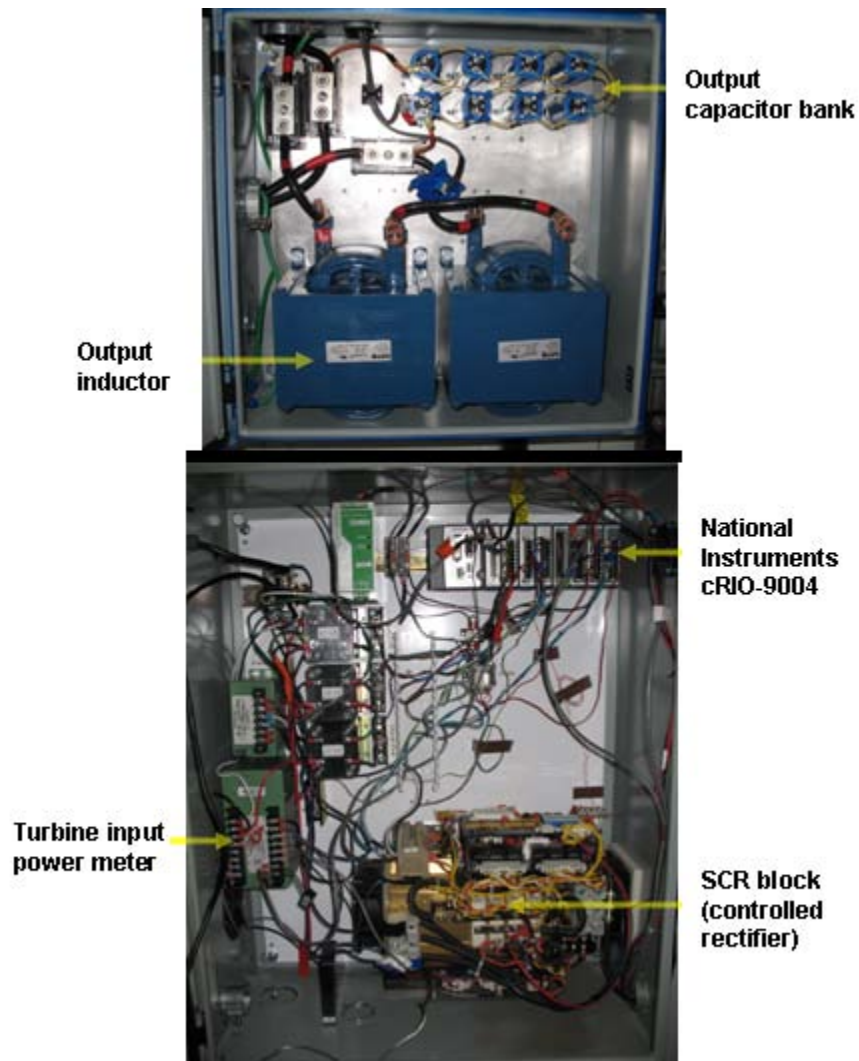 Output
capacitor bank
Output
inductor
National
Instruments
cRIO-9004
Turbine input
power meter
SCR block
(controlled
rectifier)